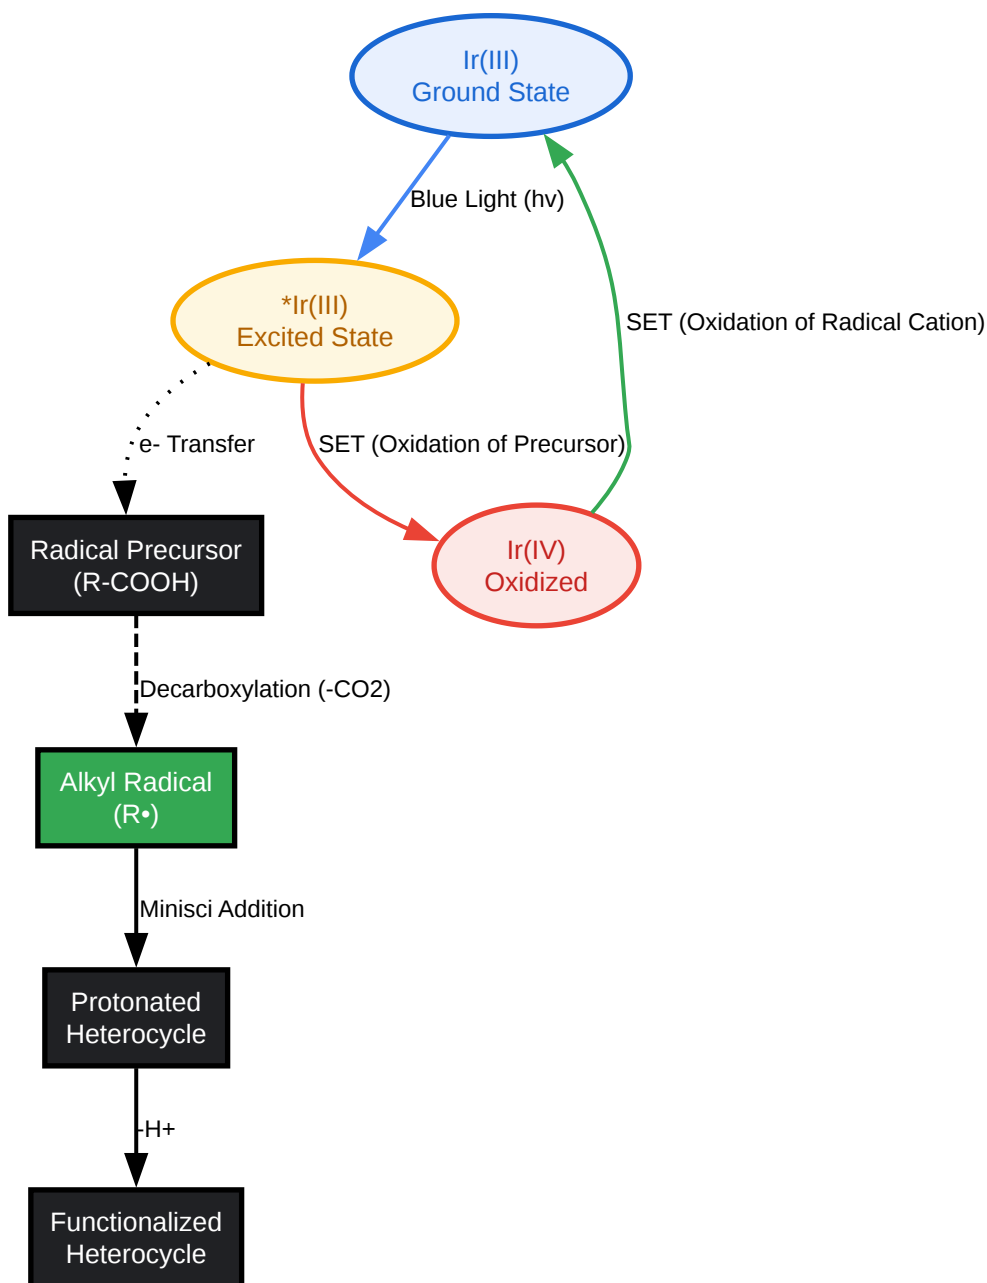 Ir(III)
Ground State
Blue Light (hv)
*Ir(III)
Excited State
SET (Oxidation of Radical Cation)
e- Transfer
SET (Oxidation of Precursor)
Radical Precursor
(R-COOH)
Ir(IV)
Oxidized
Decarboxylation (-CO2)
Alkyl Radical
(R•)
Minisci Addition
Protonated
Heterocycle
-H+
Functionalized
Heterocycle